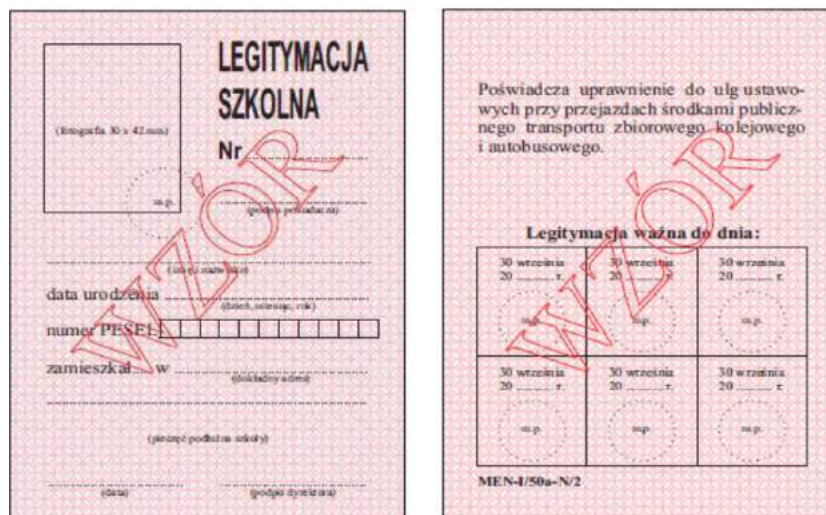 LEGITYMACJA
SZKOLNA
(fotografia 30 x 42 mm)
Nr
m.p.
(podpis posiadacza)
(imię i nazwisko)
data urodzenia
(dzień, miesiąc, rok)
numer PESEL
zamieszkał w
(dokładny adres)
(pieczęć podłużna szkoły)
(data) (podpis dyrektora)
WZÓR
Poświadcza uprawnienie do ulg ustawo-
wych przy przejazdach środkami publicz-
nego transportu zbiorowego kolejowego
i autobusowego.
Legitymacja ważna do dnia:
30 września 30 września 30 września
20 ........ r. 20 ........ r. 20 ........ r.
m.p. m.p. m.p.
30 września 30 września 30 września
20 ........ r. 20 ........ r. 20 ........ r.
m.p. m.p. m.p.
MEN-I/50a-N/2
WZÓR